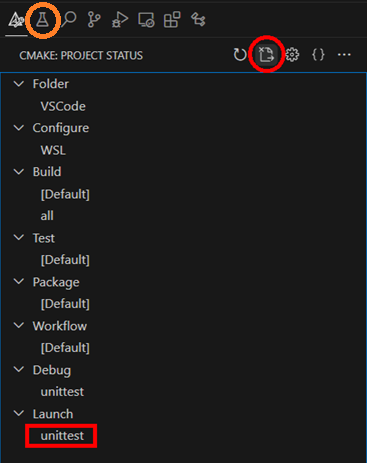 CMAKE: PROJECT STATUS
Folder
VSCode
Configure
WSL
Build
[Default]
all
Test
[Default]
Package
[Default]
Workflow
[Default]
Debug
unittest
Launch
unittest